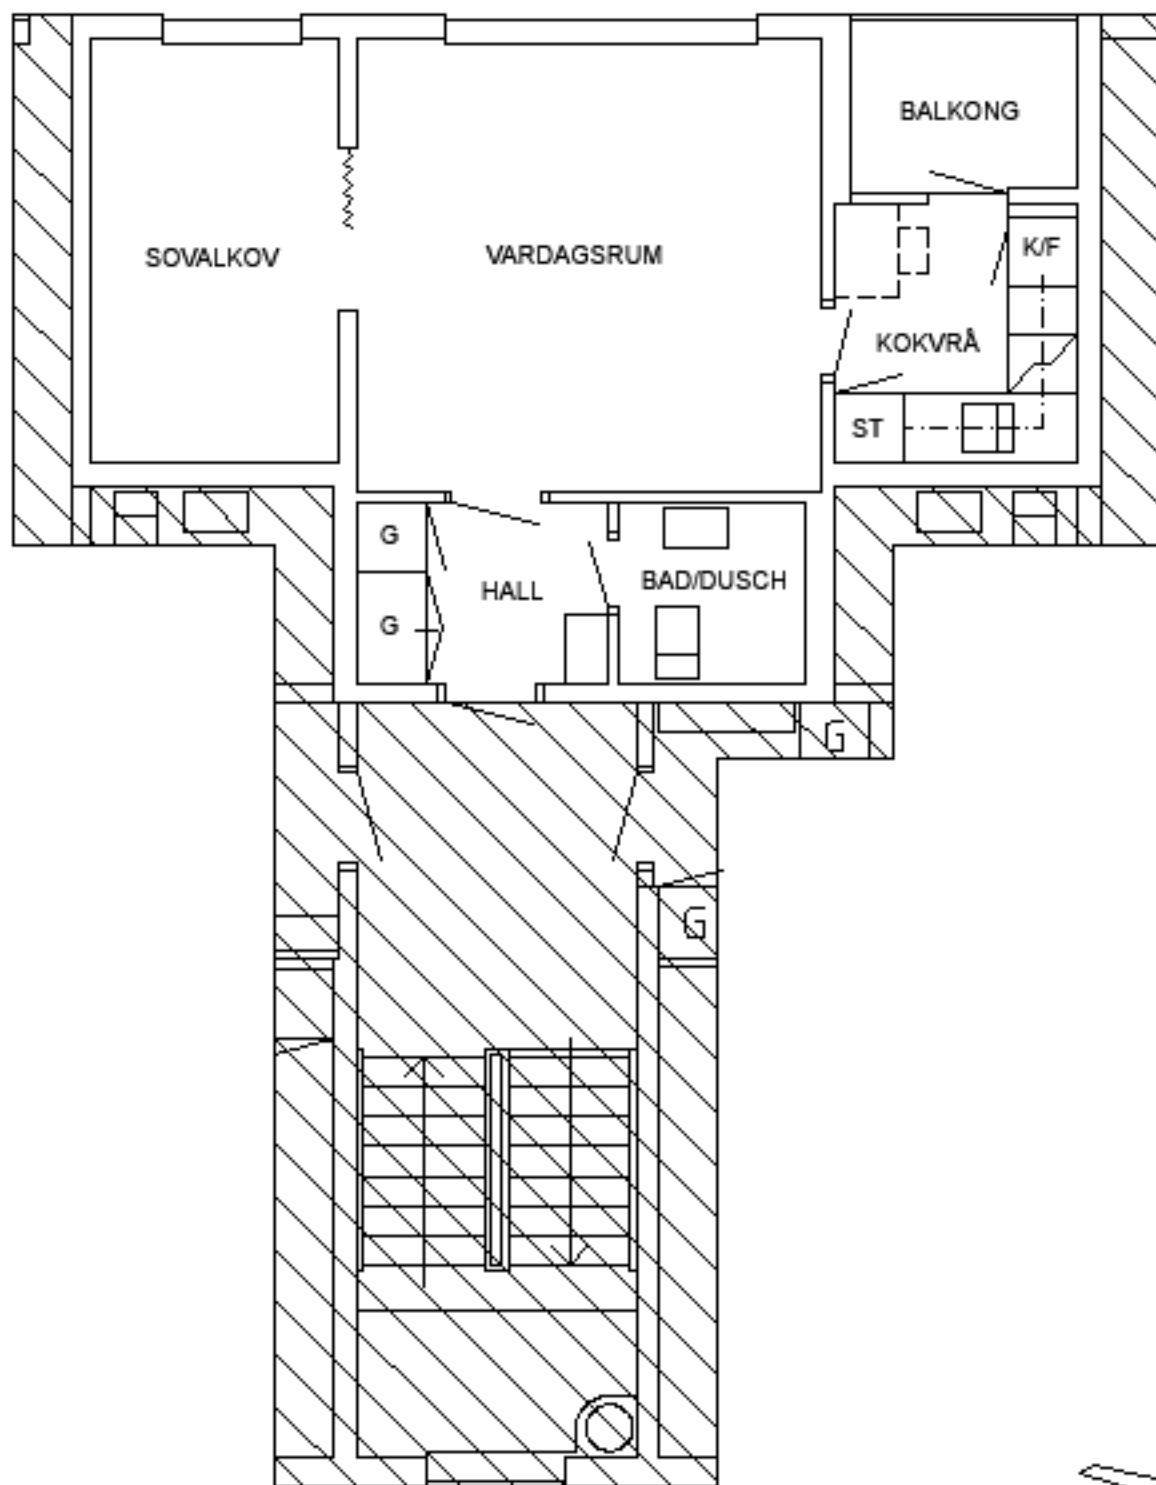 BALKONG
SOVALKOV
VARDAGSRUM
K/F
KOKVRÅ
ST
G
HALL
BAD/DUSCH
G
G
G